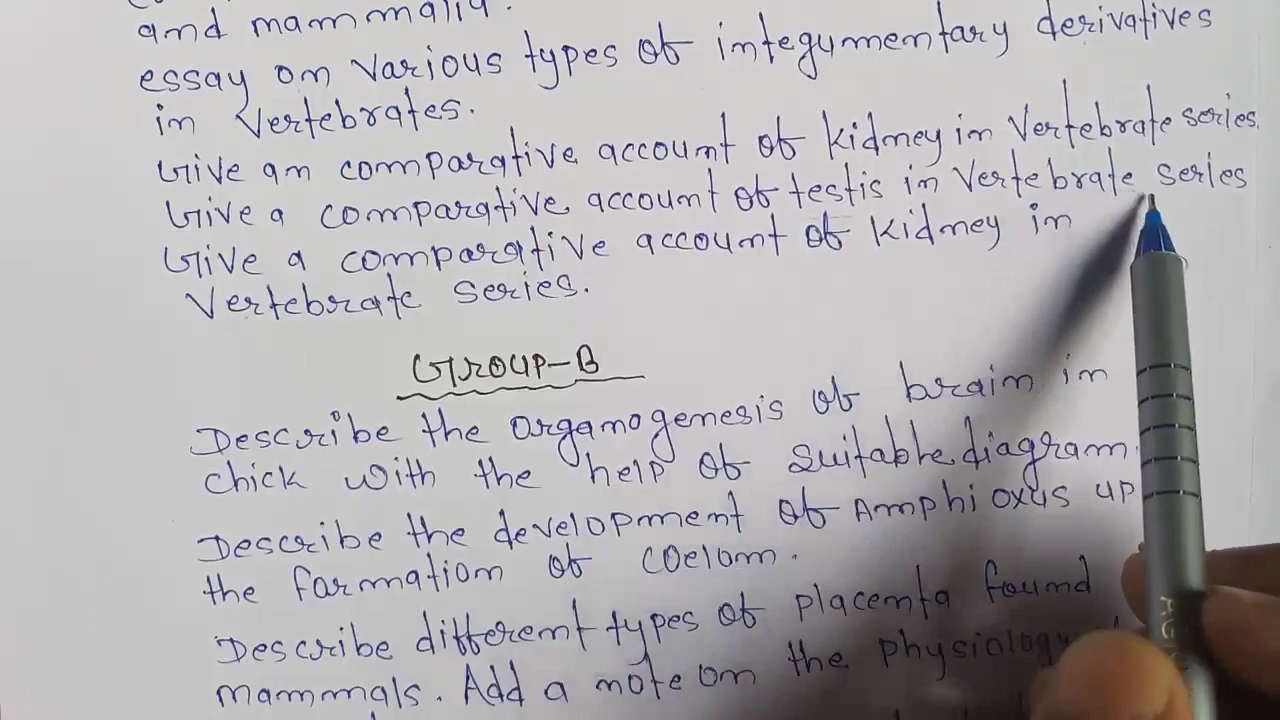 and mammalia.
essay on various types of integumentary derivatives
in vertebrates.
Give an comparative account of kidney in vertebrate series.
Give a comparative account of testis in vertebrate series
Give a comparative account of kidney in
vertebrate series.
Group-B
Describe the organogenesis of brain in
chick with the help of suitable diagram.
Describe the development of Amphioxus up
the formation of coelom.
Describe different types of placenta found
mammals. Add a note on the physiology